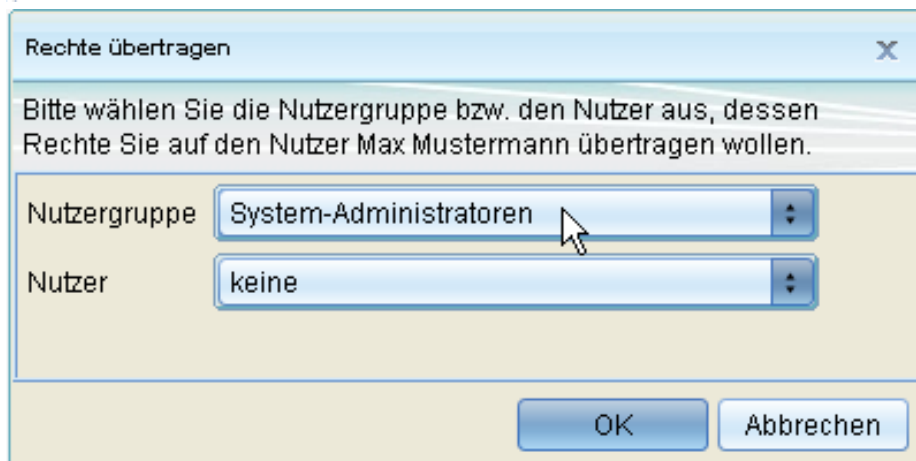 Rechte übertragen
Bitte wählen Sie die Nutzergruppe bzw. den Nutzer aus, dessen
Rechte Sie auf den Nutzer Max Mustermann übertragen wollen.
Nutzergruppe System-Administratoren
Nutzer keine
OK Abbrechen